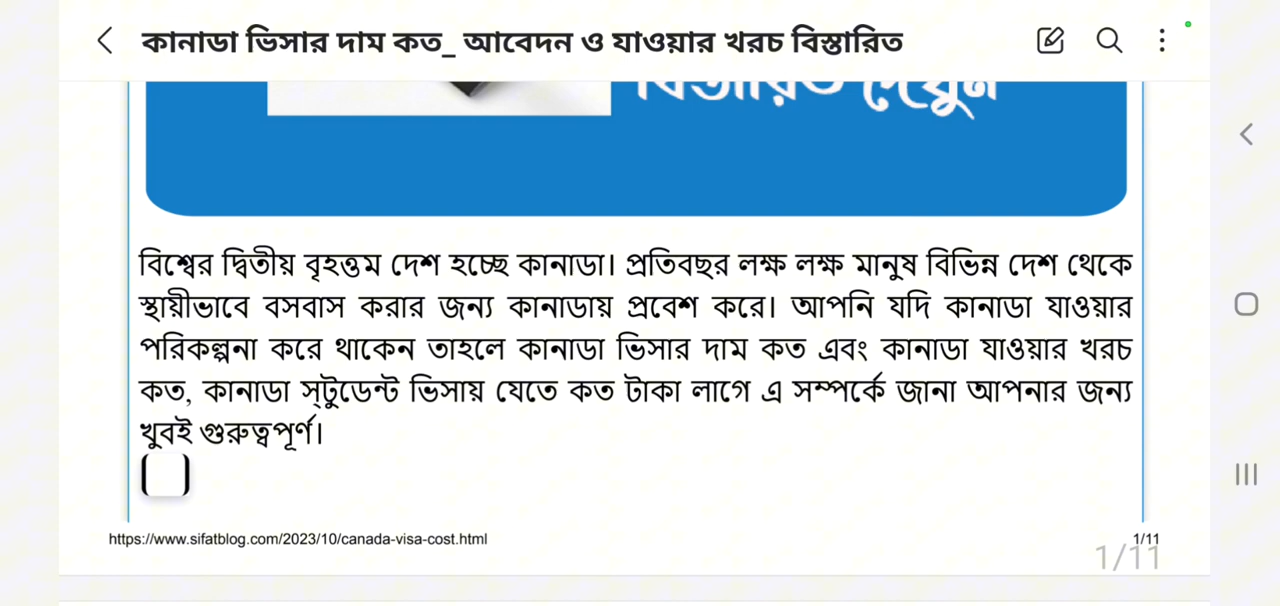 কানাডা ভিসার দাম কত_ আবেদন ও যাওয়ার খরচ বিস্তারিত
বিস্তারিত দেখুন
বিশ্বের দ্বিতীয় বৃহত্তম দেশ হচ্ছে কানাডা। প্রতিবছর লক্ষ লক্ষ মানুষ বিভিন্ন দেশ থেকে
স্থায়ীভাবে বসবাস করার জন্য কানাডায় প্রবেশ করে। আপনি যদি কানাডা যাওয়ার
পরিকল্পনা করে থাকেন তাহলে কানাডা ভিসার দাম কত এবং কানাডা যাওয়ার খরচ
কত, কানাডা স্টুডেন্ট ভিসায় যেতে কত টাকা লাগে এ সম্পর্কে জানা আপনার জন্য
খুবই গুরুত্বপূর্ণ।
https://www.sifatblog.com/2023/10/canada-visa-cost.html 1/11
1/11